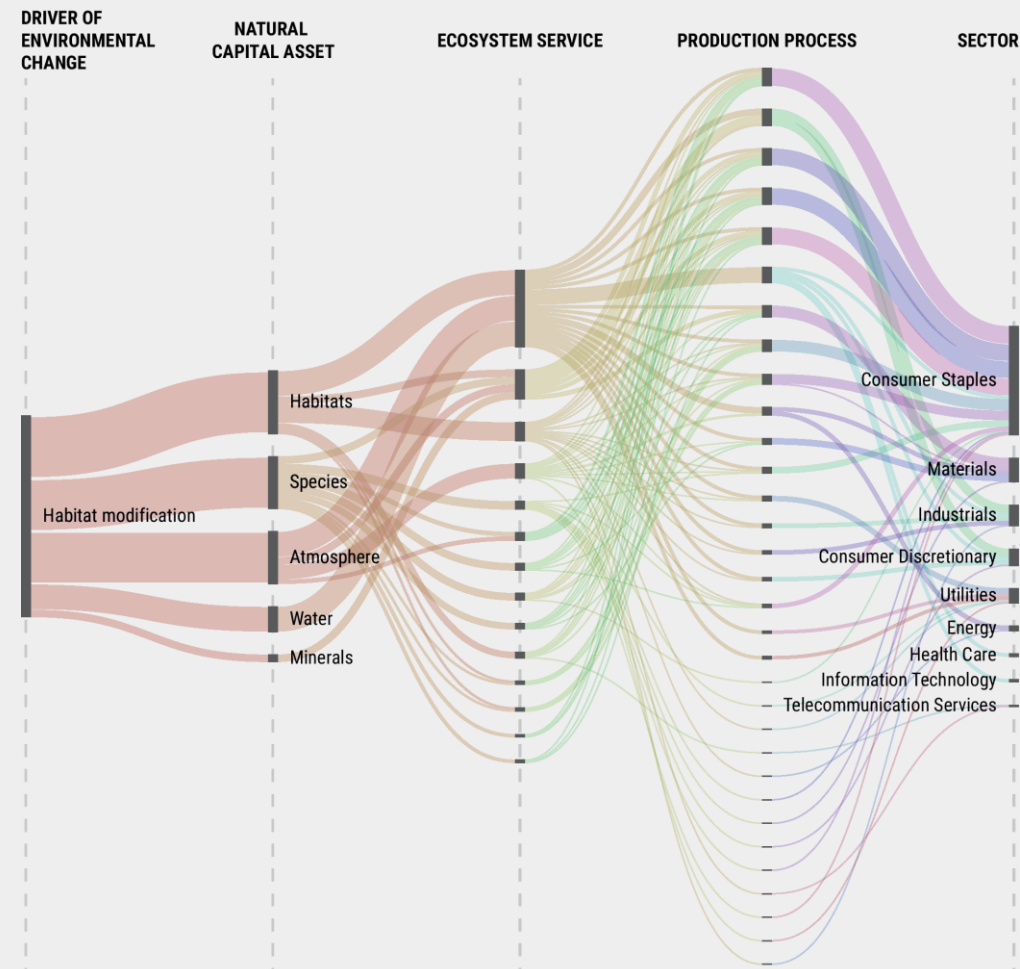 DRIVER OF
ENVIRONMENTAL
CHANGE
NATURAL
CAPITAL ASSET
ECOSYSTEM SERVICE
PRODUCTION PROCESS
SECTOR
Habitat modification
Habitats
Species
Atmosphere
Water
Minerals
Consumer Staples
Materials
Industrials
Consumer Discretionary
Utilities
Energy
Health Care
Information Technology
Telecommunication Services